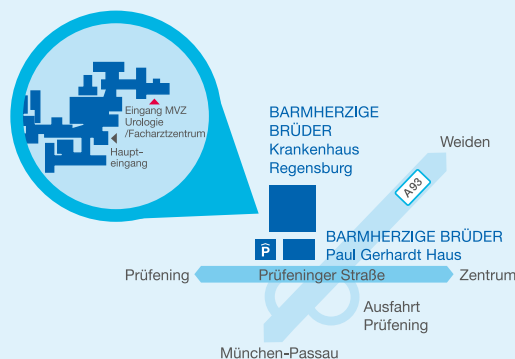 Eingang MVZ
Urologie
/Facharztzentrum
Haupt-
eingang
BARMHERZIGE
BRÜDER
Krankenhaus
Regensburg
Weiden
A93
P
BARMHERZIGE BRÜDER
Paul Gerhardt Haus
Prüfening
Prüfeninger Straße
Zentrum
Ausfahrt
Prüfening
München-Passau